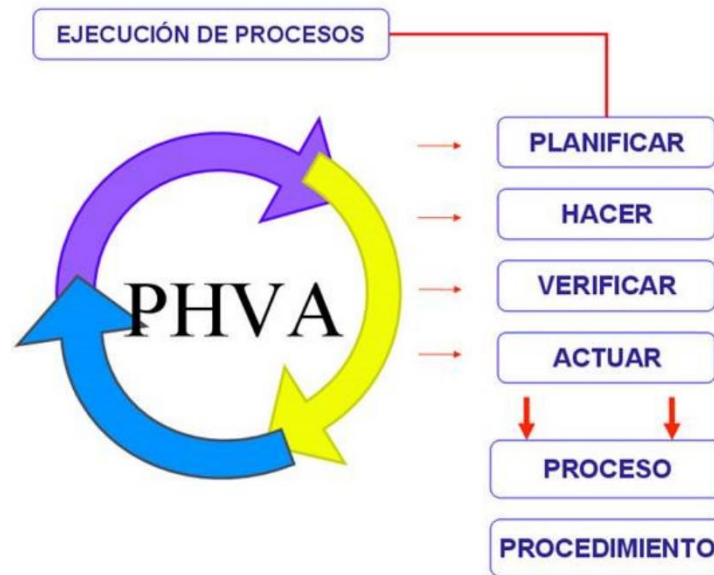 EJECUCIÓN DE PROCESOS
PLANIFICAR
HACER
VERIFICAR
PHVA
ACTUAR
PROCESO
PROCEDIMIENTO